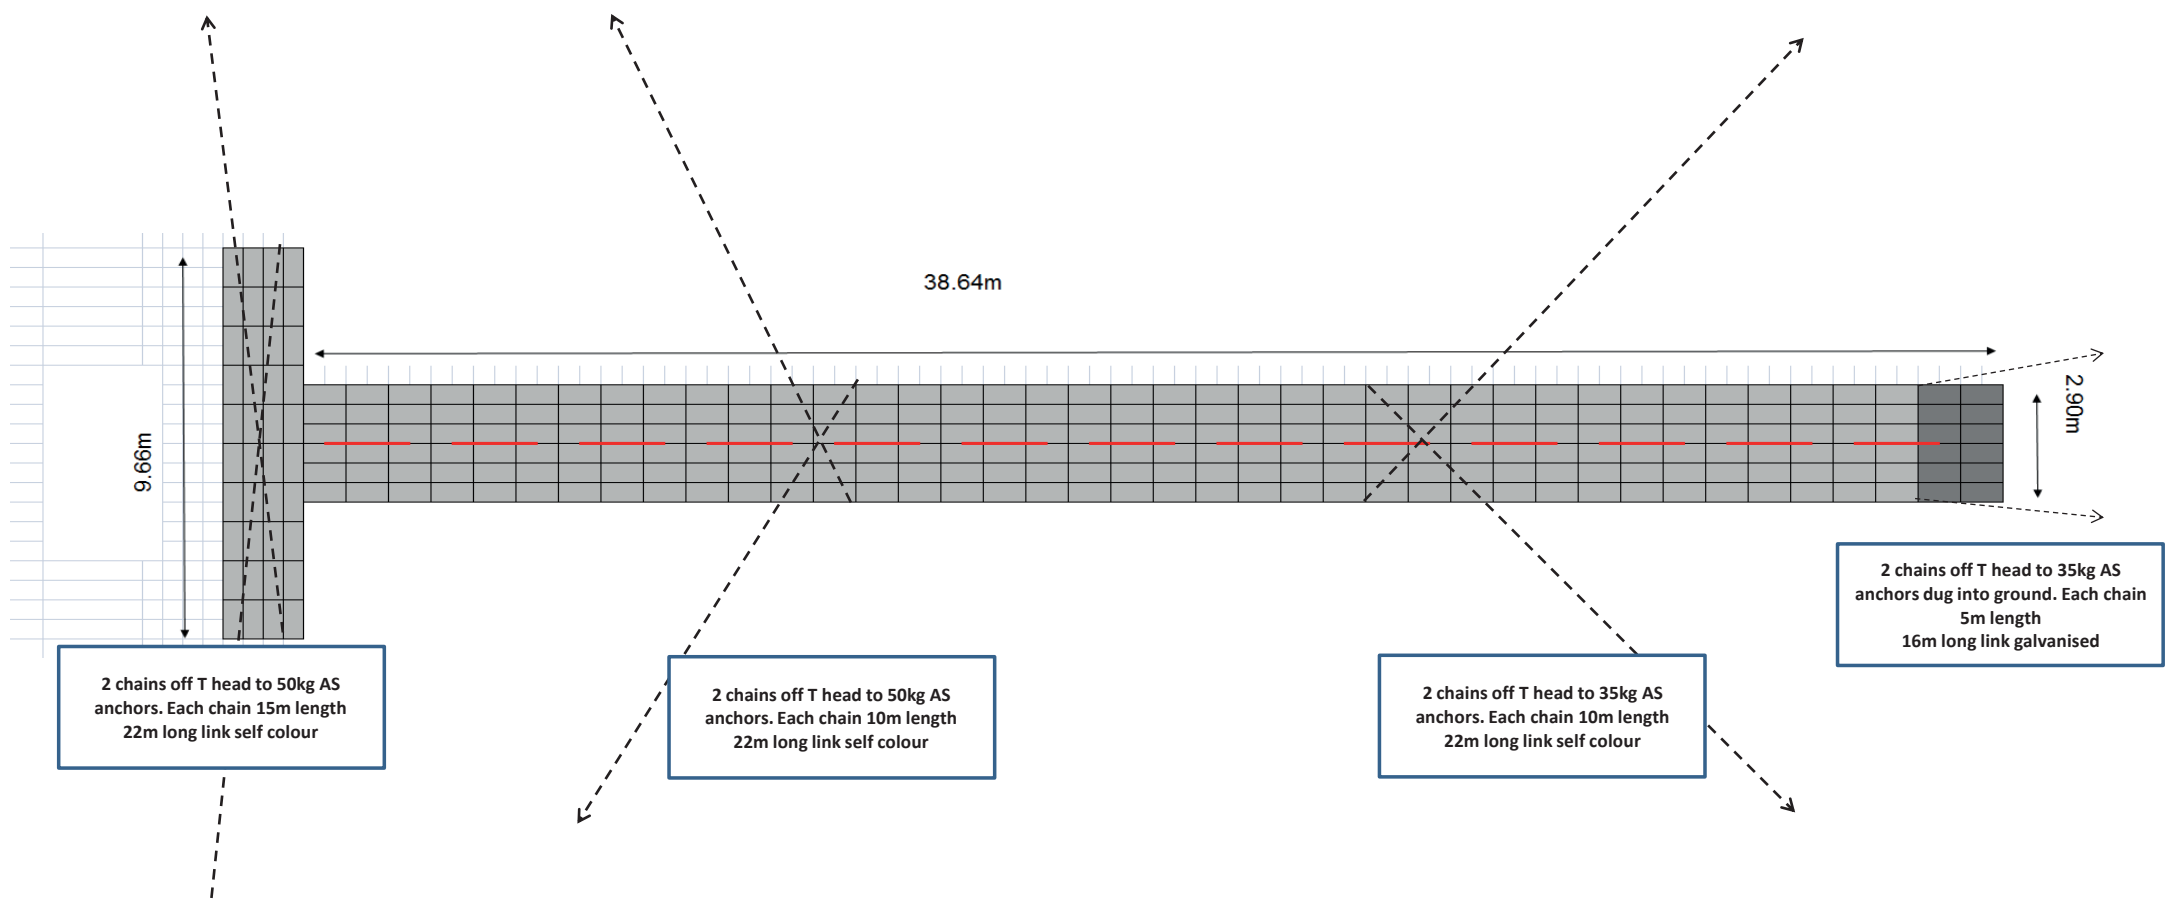 38.64m
9.66m
2.90m
2 chains off T head to 50kg AS
anchors. Each chain 15m length
22m long link self colour
2 chains off T head to 50kg AS
anchors. Each chain 10m length
22m long link self colour
2 chains off T head to 35kg AS
anchors. Each chain 10m length
22m long link self colour
2 chains off T head to 35kg AS
anchors dug into ground. Each chain
5m length
16m long link galvanised